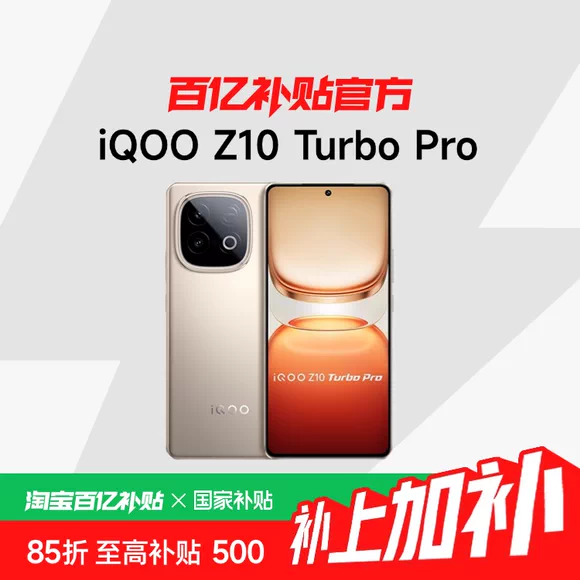 百亿补贴官方
iQOO Z10 Turbo Pro
iQOO
iQOO Z10 Turbo Pro
淘宝百亿补贴 × 国家补贴
85折 至高补贴 500
补上加补